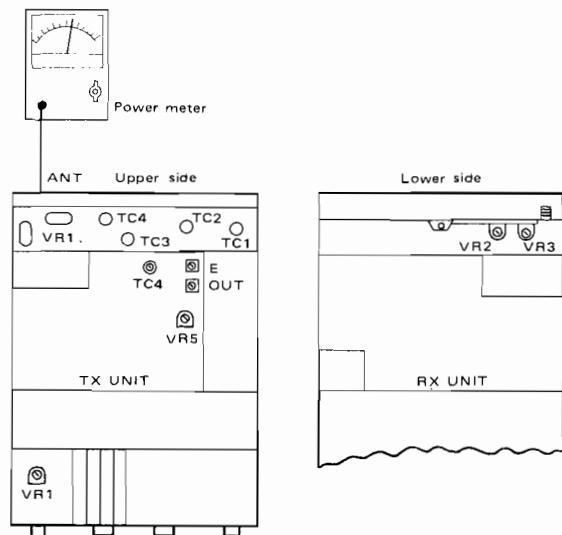 Power meter
ANT Upper side
TC4 TC2
VR1. TC3 TC1
E
TC4 OUT
VR5
TX UNIT
VR1
Lower side
VR2 VR3
RX UNIT